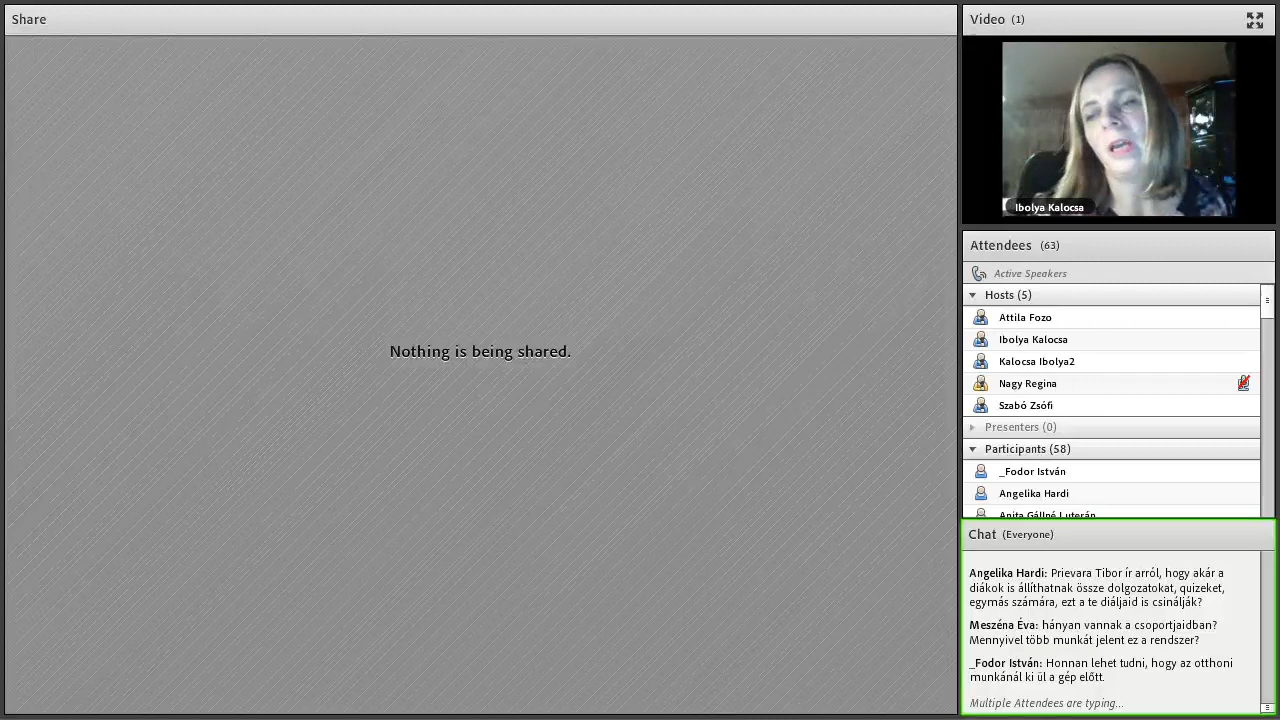 Share
Nothing is being shared.
Video (1)
Ibolya Kalocsa
Attendees (63)
Active Speakers
Hosts (5)
Attila Fozo
Ibolya Kalocsa
Kalocsa Ibolya2
Nagy Regina
Szabó Zsófi
Presenters (0)
Participants (58)
_Fodor István
Angelika Hardi
Anita Gállné Luterán
Chat (Everyone)
Angelika Hardi: Prievara Tibor ír arról, hogy akár a
diákok is állíthatnak össze dolgozatokat, quizeket,
egymás számára, ezt a te diáljaid is csinálják?
Meszéna Éva: hányan vannak a csoportjaidban?
Mennyivel több munkát jelent ez a rendszer?
_Fodor István: Honnan lehet tudni, hogy az otthoni
munkánál ki ül a gép előtt.
Multiple Attendees are typing...